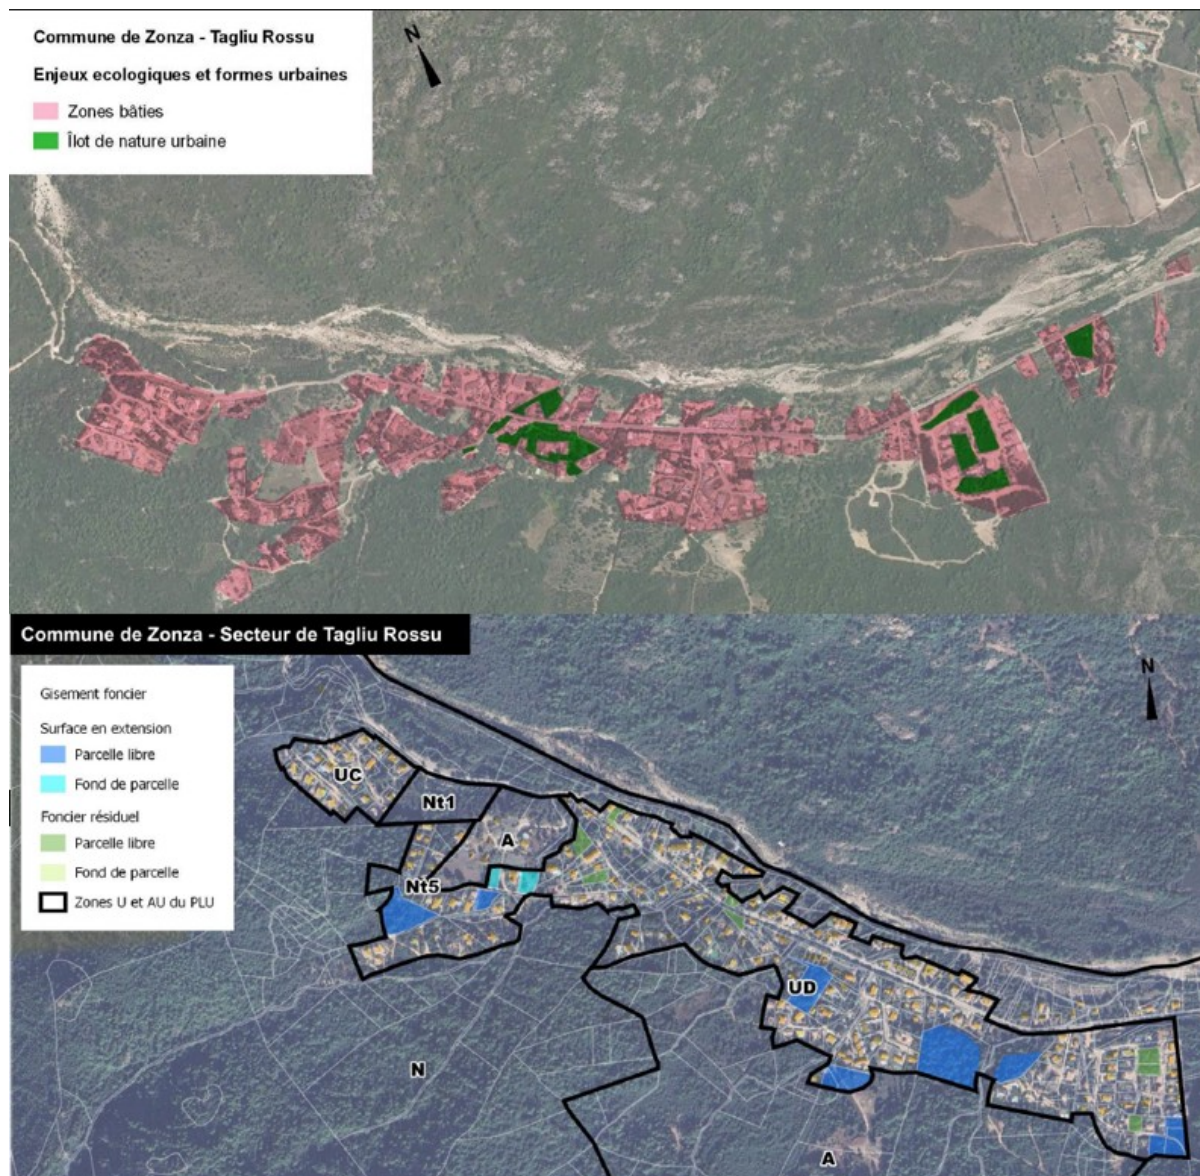 Commune de Zonza - Tagliu Rossu
Enjeux ecologiques et formes urbaines
Zones bâties
Îlot de nature urbaine
N
Commune de Zonza - Secteur de Tagliu Rossu
Gisement foncier
Surface en extension
Parcelle libre
Fond de parcelle
Foncier résiduel
Parcelle libre
Fond de parcelle
Zones U et AU du PLU
N
UC
Nt1
A
Nt5
UD
N
A